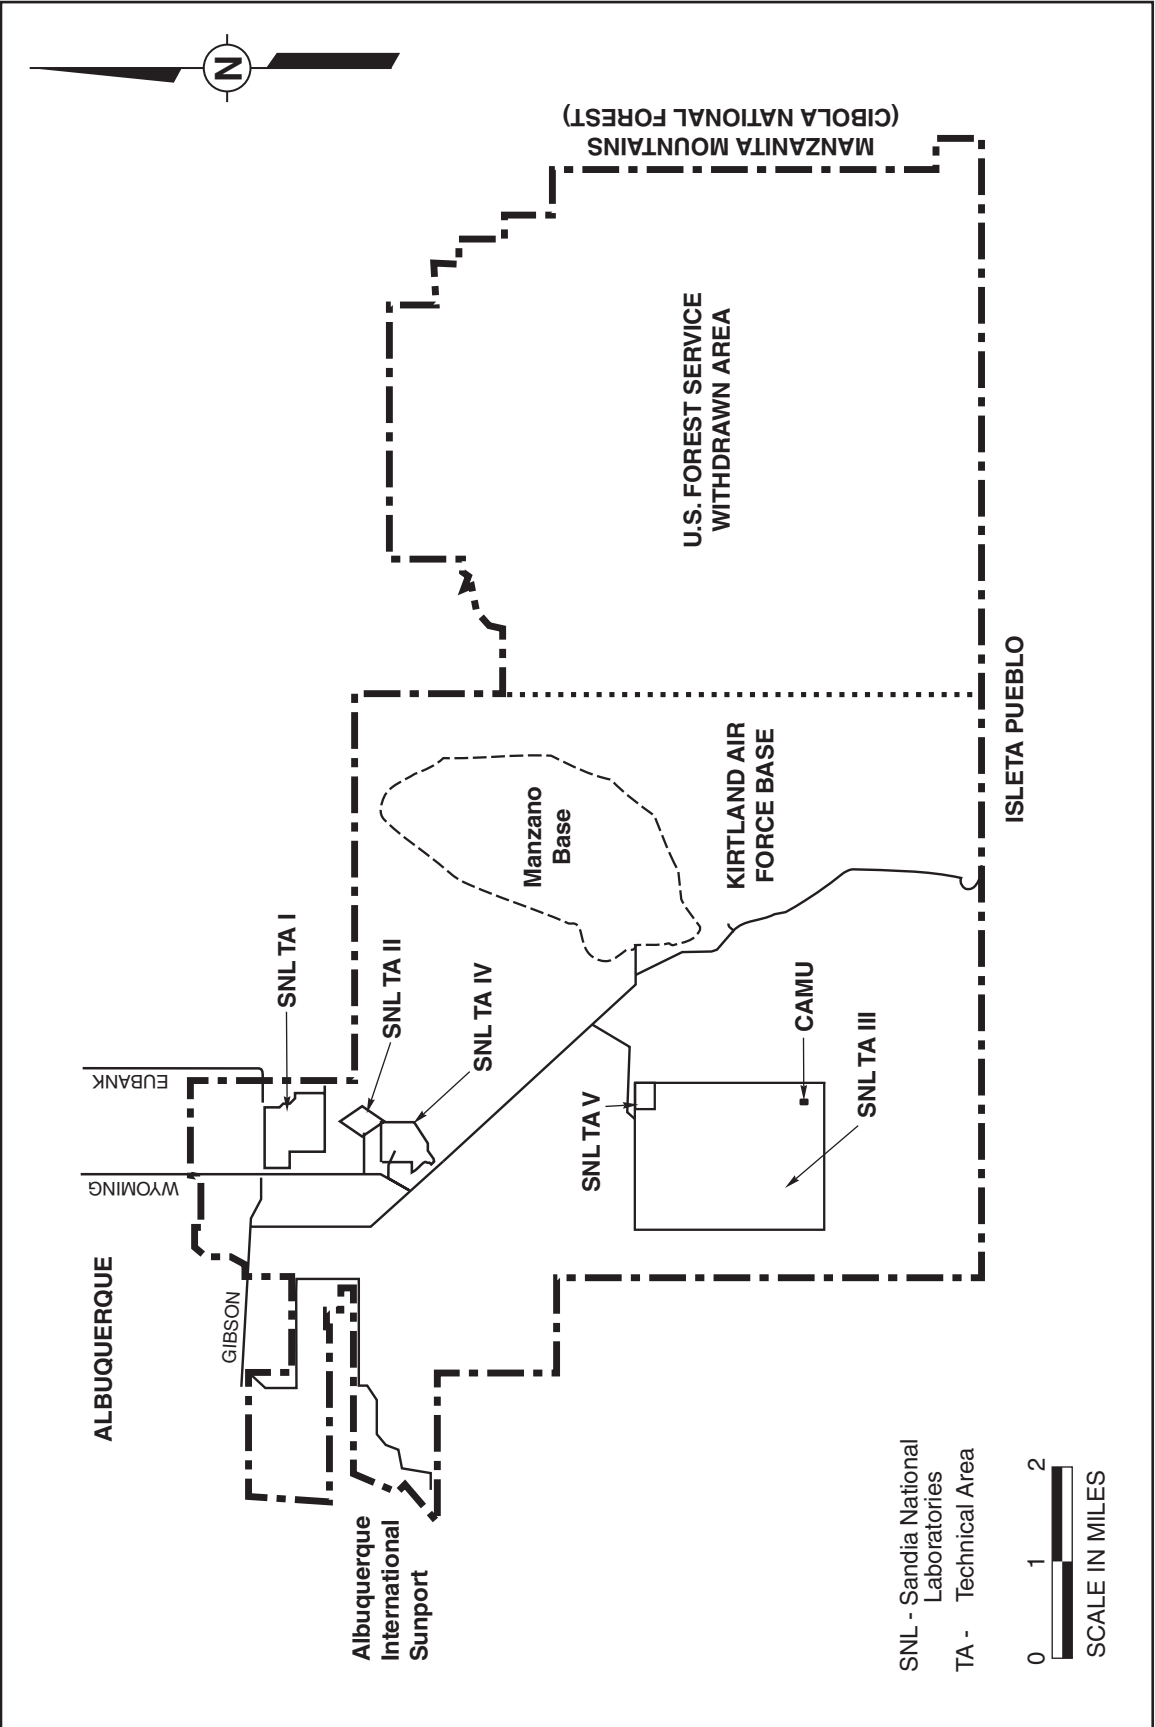 N
MANZANITA MOUNTAINS
(CIBOLA NATIONAL FOREST)
EUBANK
WYOMING
ALBUQUERQUE
GIBSON
SNL TA I
SNL TA II
SNL TA IV
Manzano
Base
U.S. FOREST SERVICE
WITHDRAWN AREA
KIRTLAND AIR
FORCE BASE
Albuquerque
International
Sunport
SNL TA V
CAMU
SNL TA III
ISLETA PUEBLO
SNL - Sandia National
Laboratories
TA - Technical Area
0 1 2
SCALE IN MILES